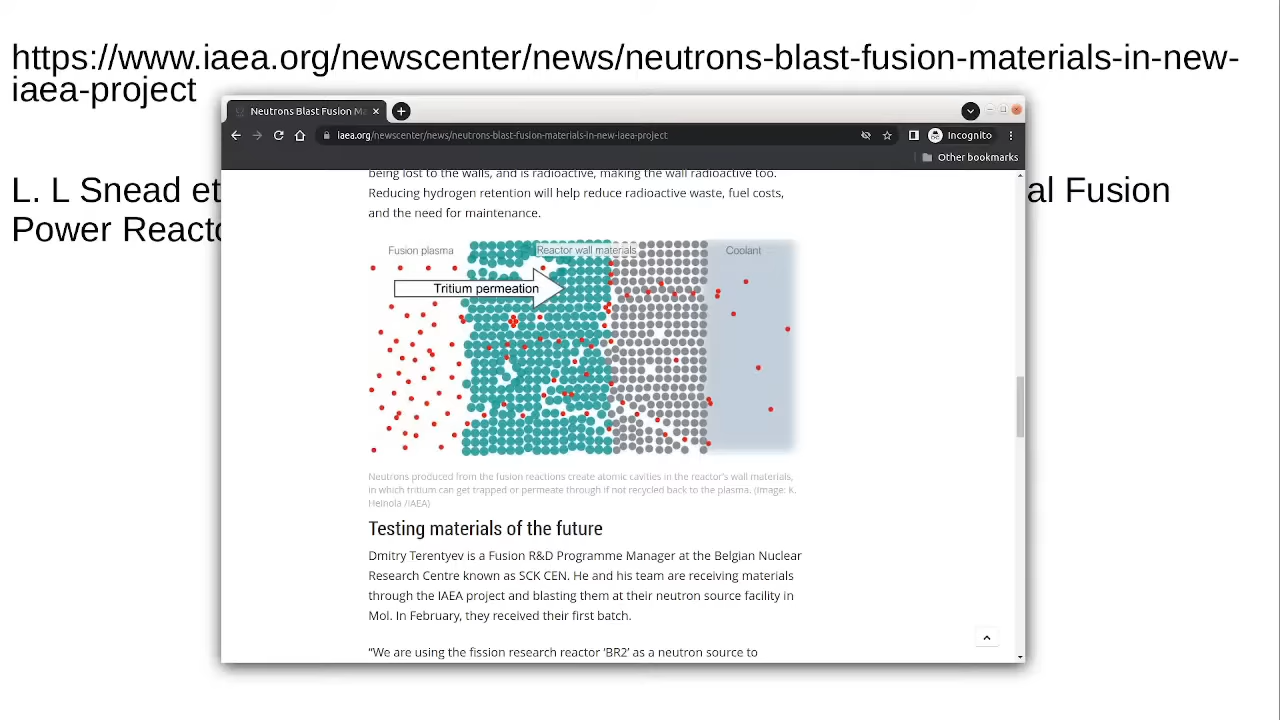 https://www.iaea.org/newscenter/news/neutrons-blast-fusion-materials-in-new-
iaea-project
Neutrons Blast Fusion M
iaea.org/newscenter/news/neutrons-blast-fusion-materials-in-new-iaea-project
Incognito
Other bookmarks
L. L Snead et al Fusion
Power Reacto
being lost to the walls, and is radioactive, making the wall radioactive too.
Reducing hydrogen retention will help reduce radioactive waste, fuel costs,
and the need for maintenance.
Fusion plasma Reactor wall materials Coolant
Tritium permeation
Neutrons produced from the fusion reactions create atomic cavities in the reactor's wall materials,
in which tritium can get trapped or permeate through if not recycled back to the plasma. (Image: K.
Heinola /IAEA)
Testing materials of the future
Dmitry Terentyev is a Fusion R&D Programme Manager at the Belgian Nuclear
Research Centre known as SCK CEN. He and his team are receiving materials
through the IAEA project and blasting them at their neutron source facility in
Mol. In February, they received their first batch.
“We are using the fission research reactor ‘BR2’ as a neutron source to